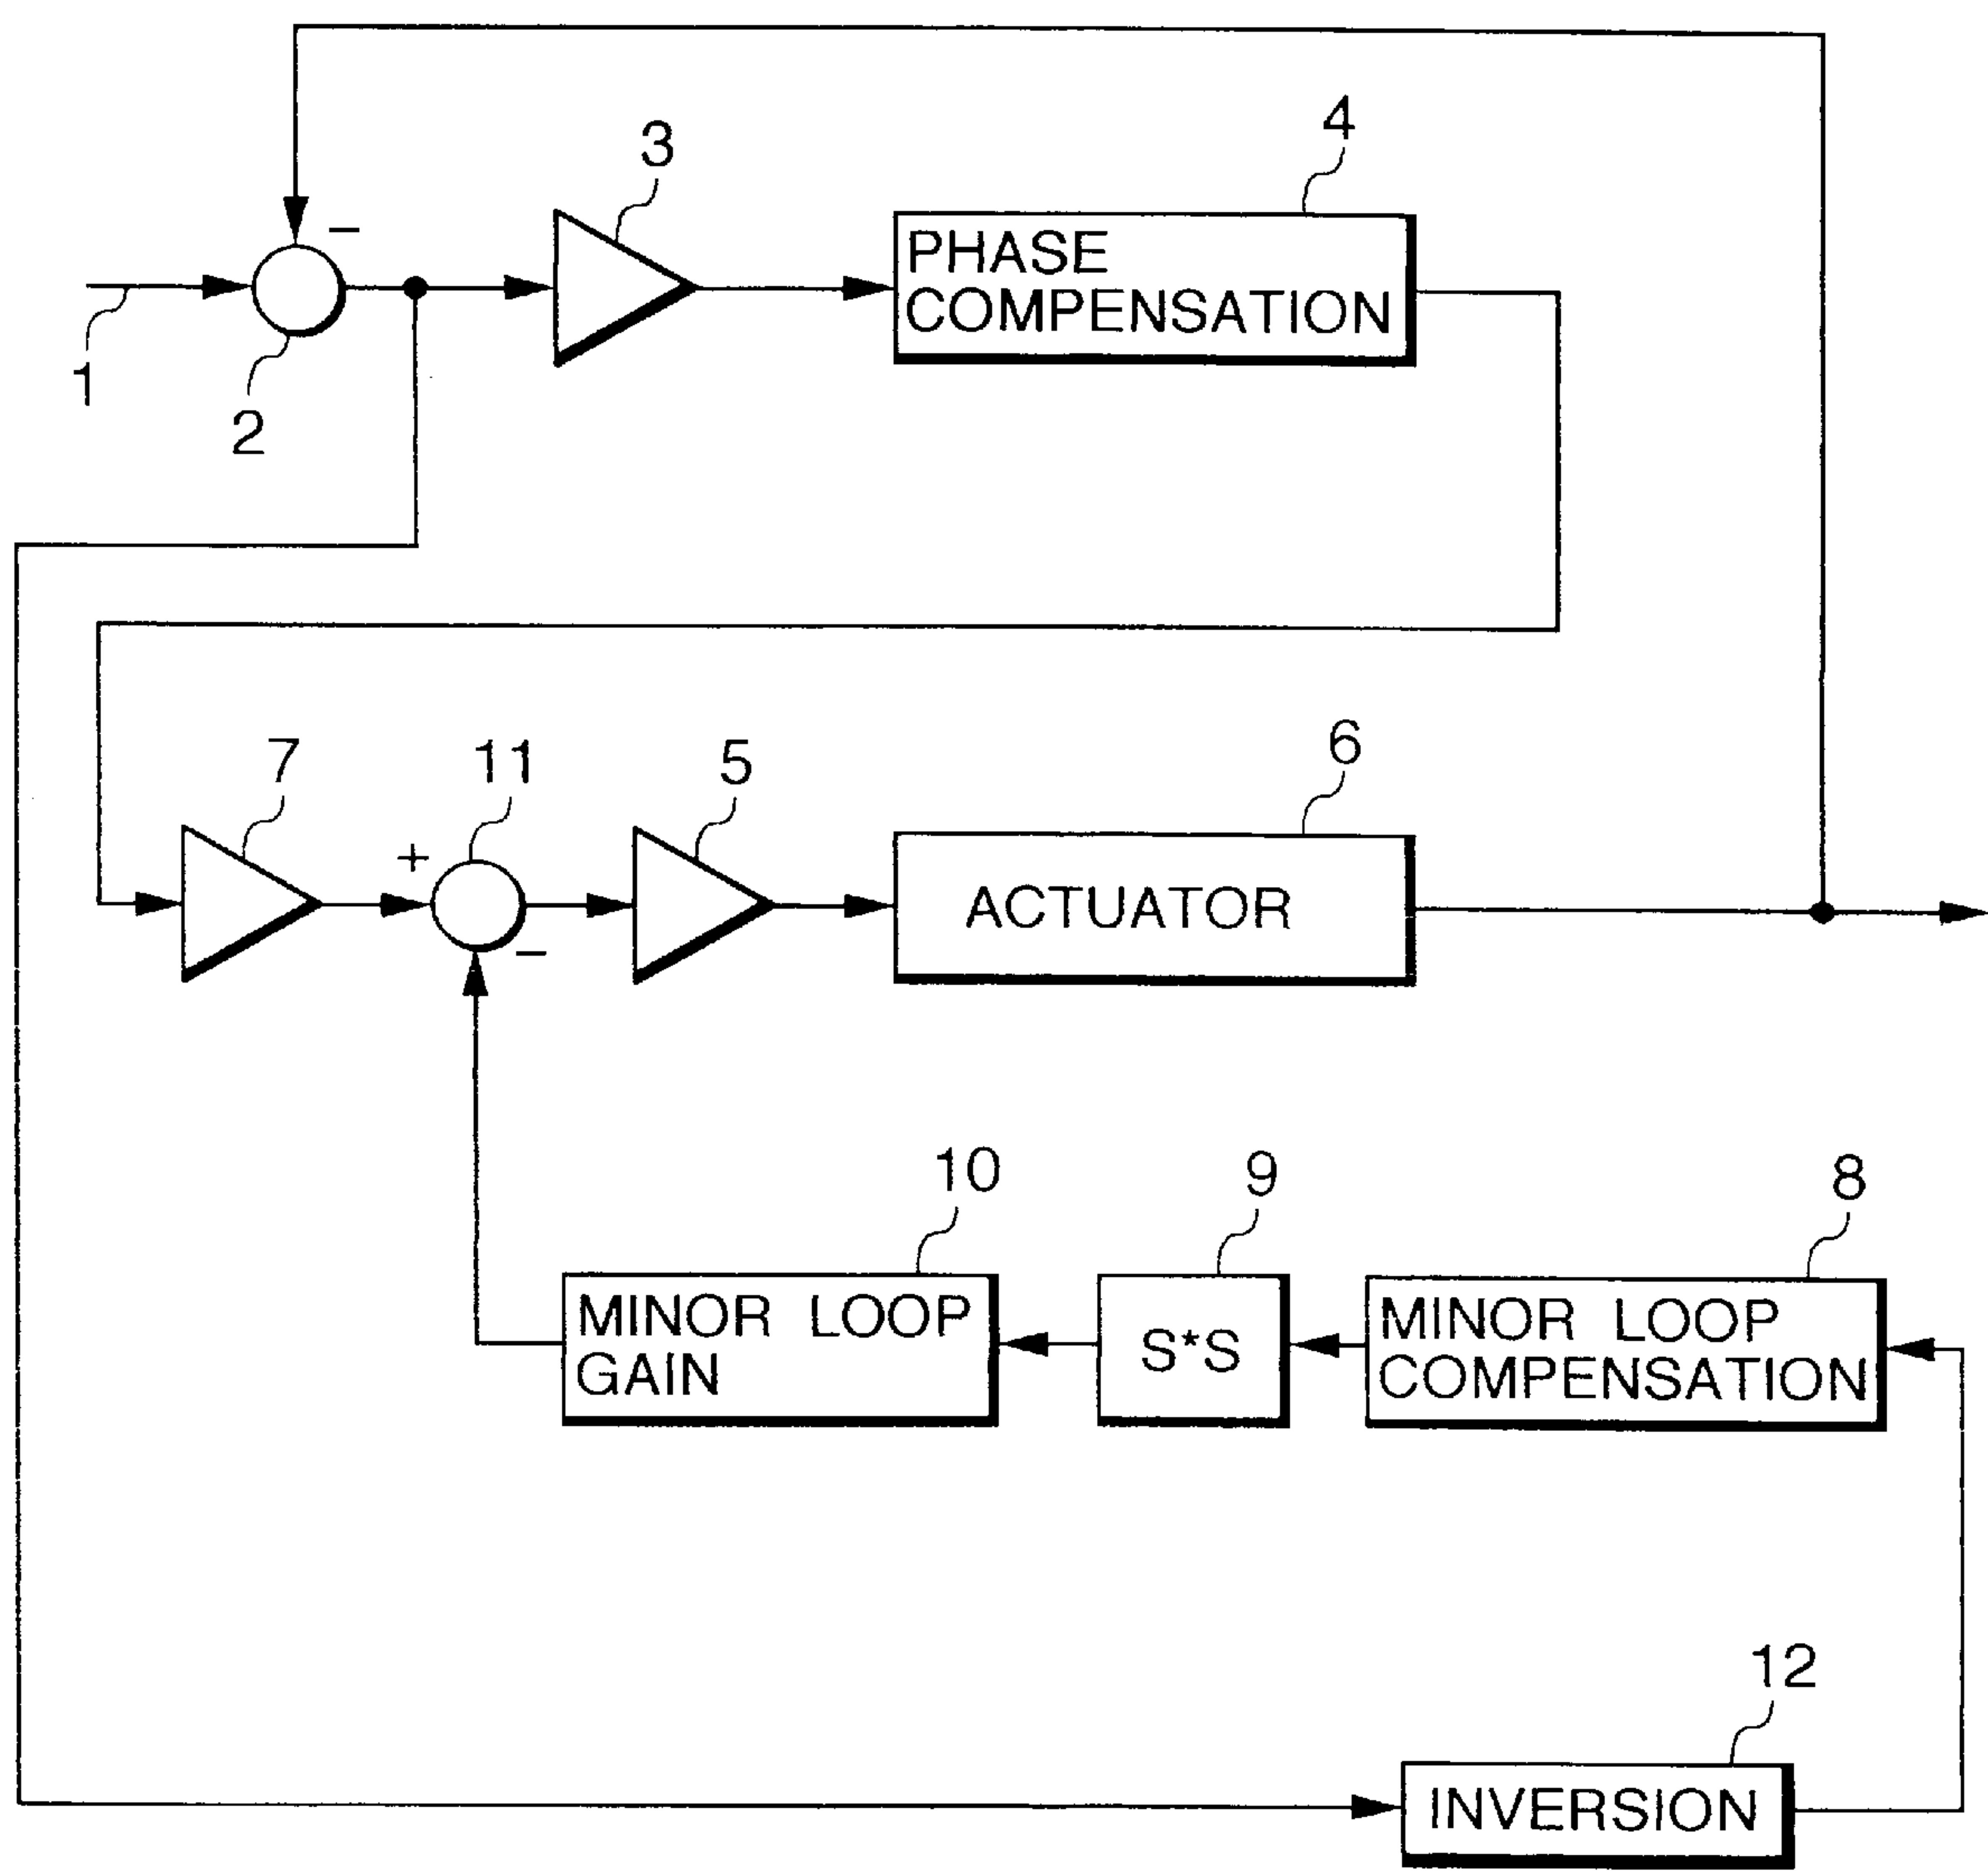 3
4
−
PHASE
COMPENSATION
1
2
7
11
5
6
+
−
ACTUATOR
10
9
8
MINOR LOOP
GAIN
S*S
MINOR LOOP
COMPENSATION
12
INVERSION